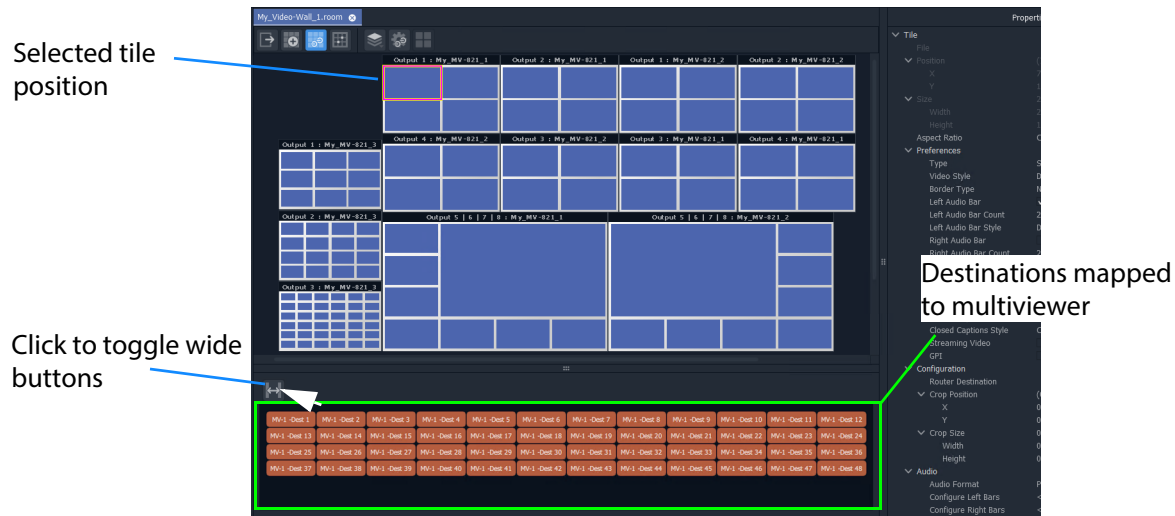 My_Video-Wall_1.room
Properti
Selected tile
position
Output 1 : My_MV-821_1
Output 2 : My_MV-821_1
Output 1 : My_MV-821_2
Output 2 : My_MV-821_2
Output 4 : My_MV-821_2
Output 3 : My_MV-821_2
Output 3 : My_MV-821_1
Output 4 : My_MV-821_1
Output 1 : My_MV-821_3
Output 2 : My_MV-821_3
Output 5 | 6 | 7 | 8 : My_MV-821_1
Output 5 | 6 | 7 | 8 : My_MV-821_2
Output 3 : My_MV-821_3
Tile
File
Position
X
Y
Size
Width
Height
Aspect Ratio
Preferences
Type
Video Style
Border Type
Left Audio Bar
Left Audio Bar Count 2
Left Audio Bar Style
Right Audio Bar
Right Audio Bar Count 2
Destinations mapped
to multiviewer
Closed Captions Style
Streaming Video
GPI
Configuration
Router Destination
Crop Position
X 0
Y 0
Crop Size
Width 0
Height 0
Audio
Audio Format
Configure Left Bars
Configure Right Bars
Click to toggle wide
buttons
MV-1 -Dest 1 MV-1 -Dest 2 MV-1 -Dest 3 MV-1 -Dest 4 MV-1 -Dest 5 MV-1 -Dest 6 MV-1 -Dest 7 MV-1 -Dest 8 MV-1 -Dest 9 MV-1 -Dest 10 MV-1 -Dest 11 MV-1 -Dest 12
MV-1 -Dest 13 MV-1 -Dest 14 MV-1 -Dest 15 MV-1 -Dest 16 MV-1 -Dest 17 MV-1 -Dest 18 MV-1 -Dest 19 MV-1 -Dest 20 MV-1 -Dest 21 MV-1 -Dest 22 MV-1 -Dest 23 MV-1 -Dest 24
MV-1 -Dest 25 MV-1 -Dest 26 MV-1 -Dest 27 MV-1 -Dest 28 MV-1 -Dest 29 MV-1 -Dest 30 MV-1 -Dest 31 MV-1 -Dest 32 MV-1 -Dest 33 MV-1 -Dest 34 MV-1 -Dest 35 MV-1 -Dest 36
MV-1 -Dest 37 MV-1 -Dest 38 MV-1 -Dest 39 MV-1 -Dest 40 MV-1 -Dest 41 MV-1 -Dest 42 MV-1 -Dest 43 MV-1 -Dest 44 MV-1 -Dest 45 MV-1 -Dest 46 MV-1 -Dest 47 MV-1 -Dest 48